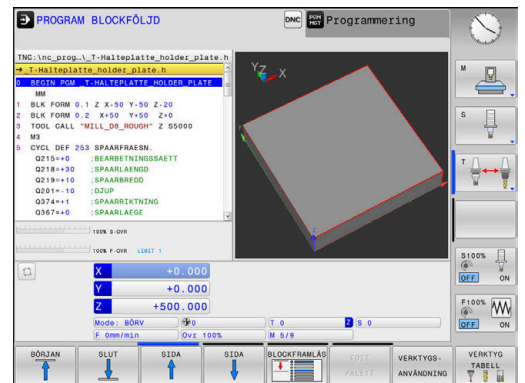 PROGRAM BLOCKFÖLJD
DNC
PGM MGT
Programmering
TNC:\nc_prog…\_T-Halteplatte_holder_plate.h
→_T-Halteplatte_holder_plate.h
0 BEGIN PGM _T-HALTEPLATTE_HOLDER_PLATE
MM
1 BLK FORM 0.1 Z X-50 Y-50 Z-20
2 BLK FORM 0.2 X+50 Y+50 Z+0
3 TOOL CALL "MILL_D8_ROUGH" Z S5000
4 M3
5 CYCL DEF 253 SPAARFRAESN.
Q215=+0 ;BEARBETNINGSSAETT
Q218=+30 ;SPAARLAENGD
Q219=+10 ;SPAARBREDD
Q201=-10 ;DJUP
Q374=+1 ;SPAARRIKTNING
Q367=+0 ;SPAARLAEGE
Y Z X
100% S-OVR
100% F-OVR LIMIT 1
X +0.000
Y +0.000
Z +500.000
Mode: BÖRV
0
T 0
Z S 0
F 0mm/min
Ovr 100%
M 5/9
M
S
T
S100%
OFF ON
F100%
OFF ON
BÖRJAN
SLUT
SIDA
SIDA
BLOCKFRAMLÄS
EDIT PALETT
VERKTYGS-ANVÄNDNING
VERKTYG TABELL